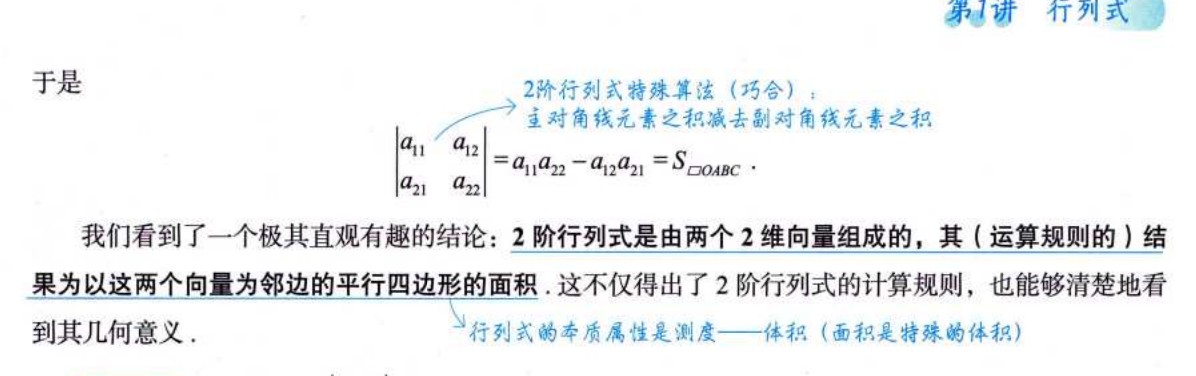 第1讲 行列式
于是
2阶行列式特殊算法（巧合）：
主对角线元素之积减去副对角线元素之积
|a₁₁ a₁₂|
|a₂₁ a₂₂| = a₁₁a₂₂ − a₁₂a₂₁ = S▱OABC .
我们看到了一个极其直观有趣的结论：2 阶行列式是由两个 2 维向量组成的，其（运算规则的）结
果为以这两个向量为邻边的平行四边形的面积 . 这不仅得出了 2 阶行列式的计算规则，也能够清楚地看
到其几何意义 .
行列式的本质属性是测度——体积（面积是特殊的体积）